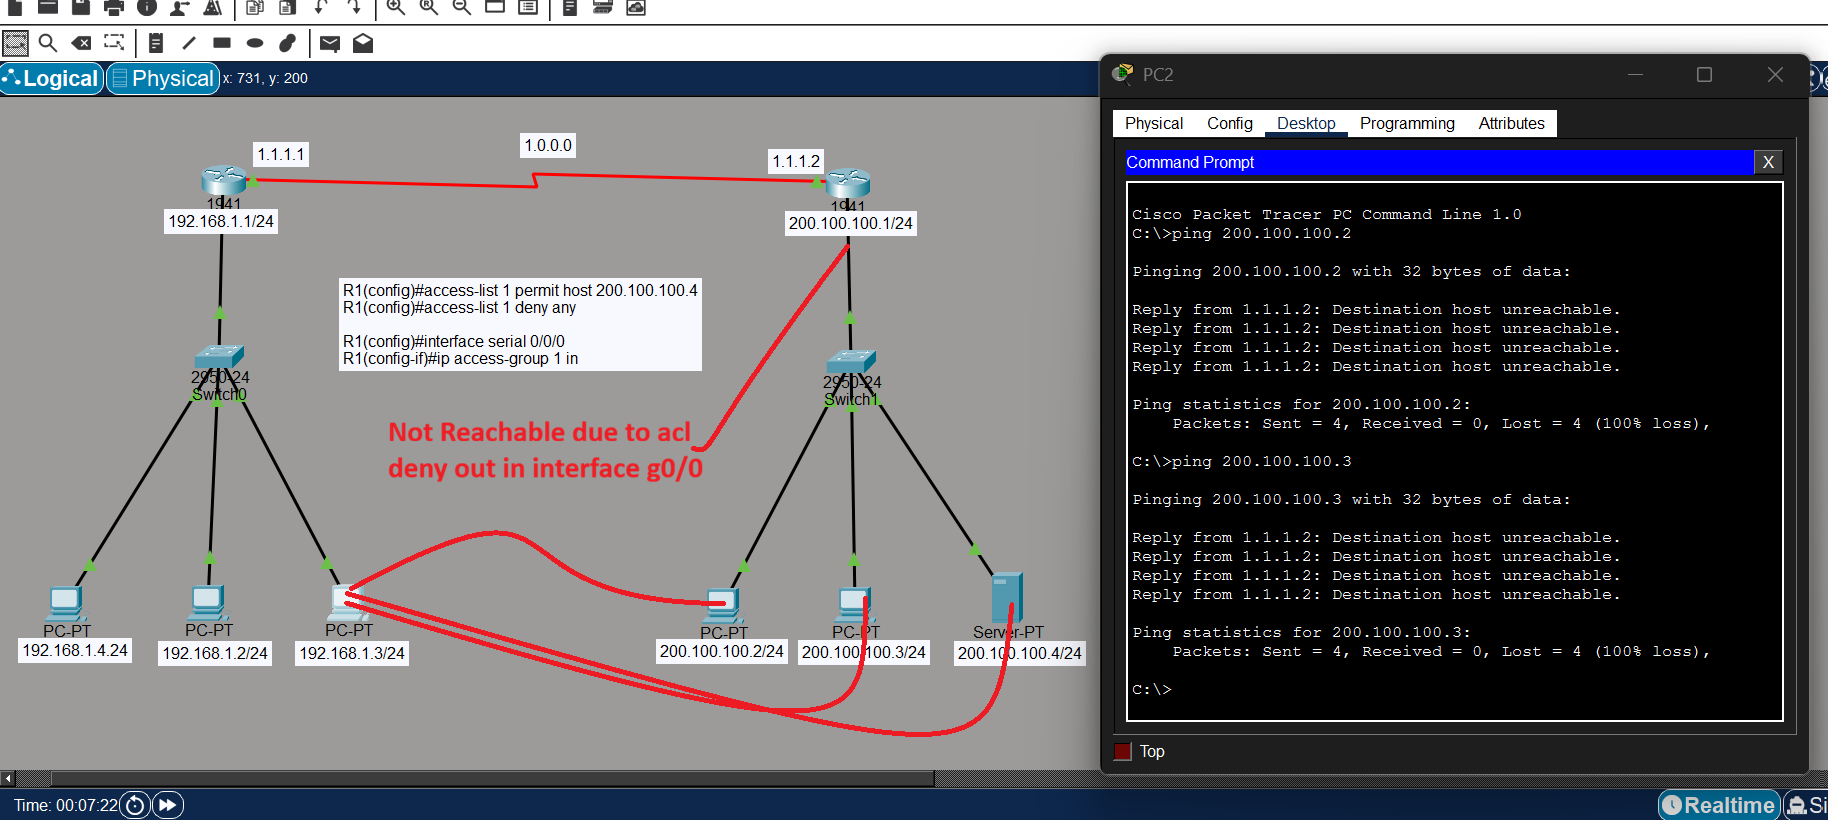 Logical
Physical
x: 731, y: 200
1.1.1.1
1.0.0.0
1.1.1.2
1941
192.168.1.1/24
1941
200.100.100.1/24
R1(config)#access-list 1 permit host 200.100.100.4
R1(config)#access-list 1 deny any
R1(config)#interface serial 0/0/0
R1(config-if)#ip access-group 1 in
2950-24
Switch0
2950-24
Switch1
Not Reachable due to acl
deny out in interface g0/0
PC-PT
192.168.1.4.24
PC-PT
192.168.1.2/24
PC-PT
192.168.1.3/24
PC-PT
200.100.100.2/24
PC-PT
200.100.100.3/24
Server-PT
200.100.100.4/24
PC2
Physical Config Desktop Programming Attributes
Command Prompt
X
Cisco Packet Tracer PC Command Line 1.0
C:\>ping 200.100.100.2
Pinging 200.100.100.2 with 32 bytes of data:
Reply from 1.1.1.2: Destination host unreachable.
Reply from 1.1.1.2: Destination host unreachable.
Reply from 1.1.1.2: Destination host unreachable.
Reply from 1.1.1.2: Destination host unreachable.
Ping statistics for 200.100.100.2:
Packets: Sent = 4, Received = 0, Lost = 4 (100% loss),
C:\>ping 200.100.100.3
Pinging 200.100.100.3 with 32 bytes of data:
Reply from 1.1.1.2: Destination host unreachable.
Reply from 1.1.1.2: Destination host unreachable.
Reply from 1.1.1.2: Destination host unreachable.
Reply from 1.1.1.2: Destination host unreachable.
Ping statistics for 200.100.100.3:
Packets: Sent = 4, Received = 0, Lost = 4 (100% loss),
C:\>
Top
Time: 00:07:22
Realtime
Si